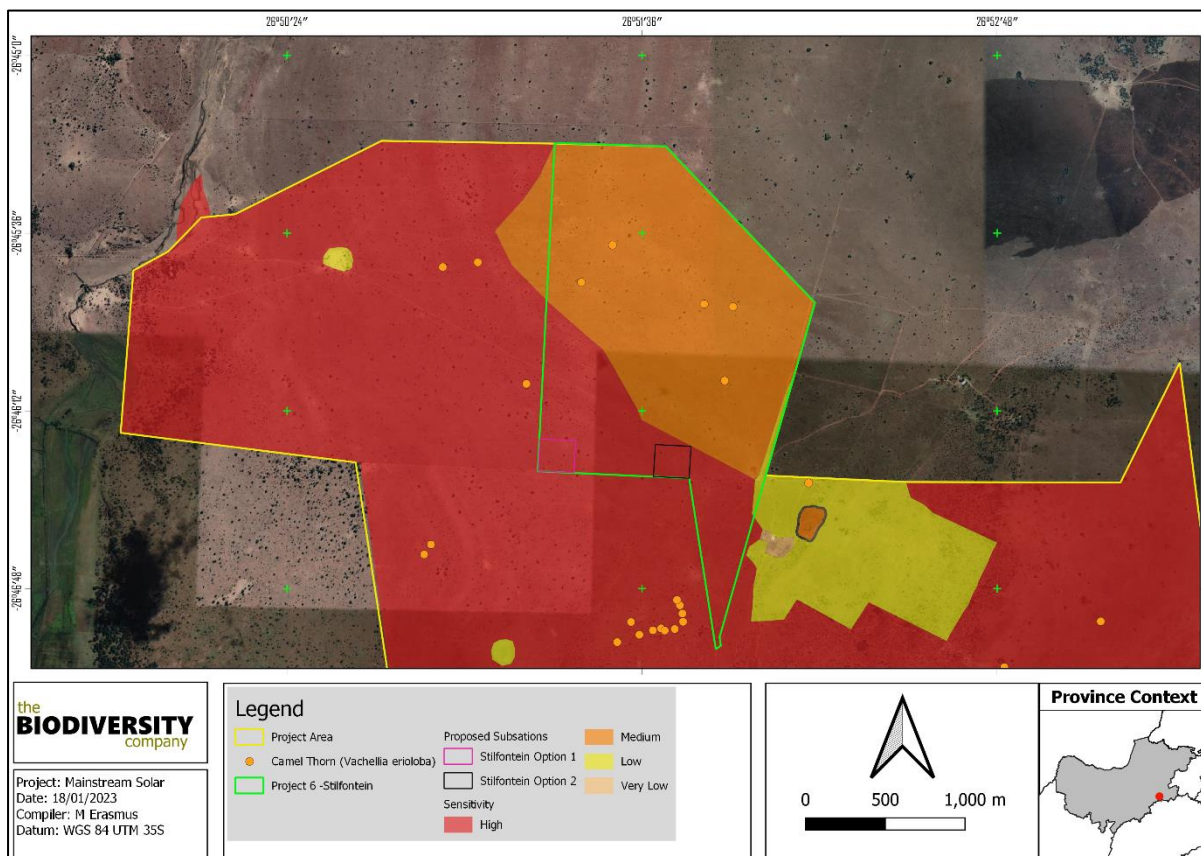 26°50'24" 26°51'36" 26°52'48"
-26°45'0"
-26°45'36"
-26°46'12"
-26°46'48"
the
BIODIVERSITY
company
Project: Mainstream Solar
Date: 18/01/2023
Compiler: M Erasmus
Datum: WGS 84 UTM 35S
Legend
Project Area
Camel Thorn (Vachellia erioloba)
Project 6 -Stilfontein
Proposed Subsations
Stilfontein Option 1
Stilfontein Option 2
Sensitivity
High
Medium
Low
Very Low
0 500 1,000 m
Province Context